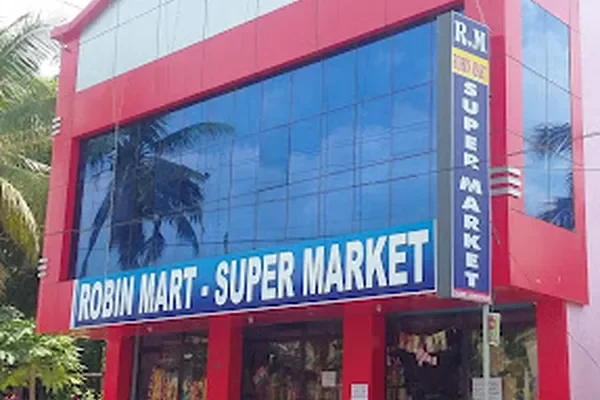 R.M
ROBIN MART
SUPER MARKET
ROBIN MART - SUPER MARKET